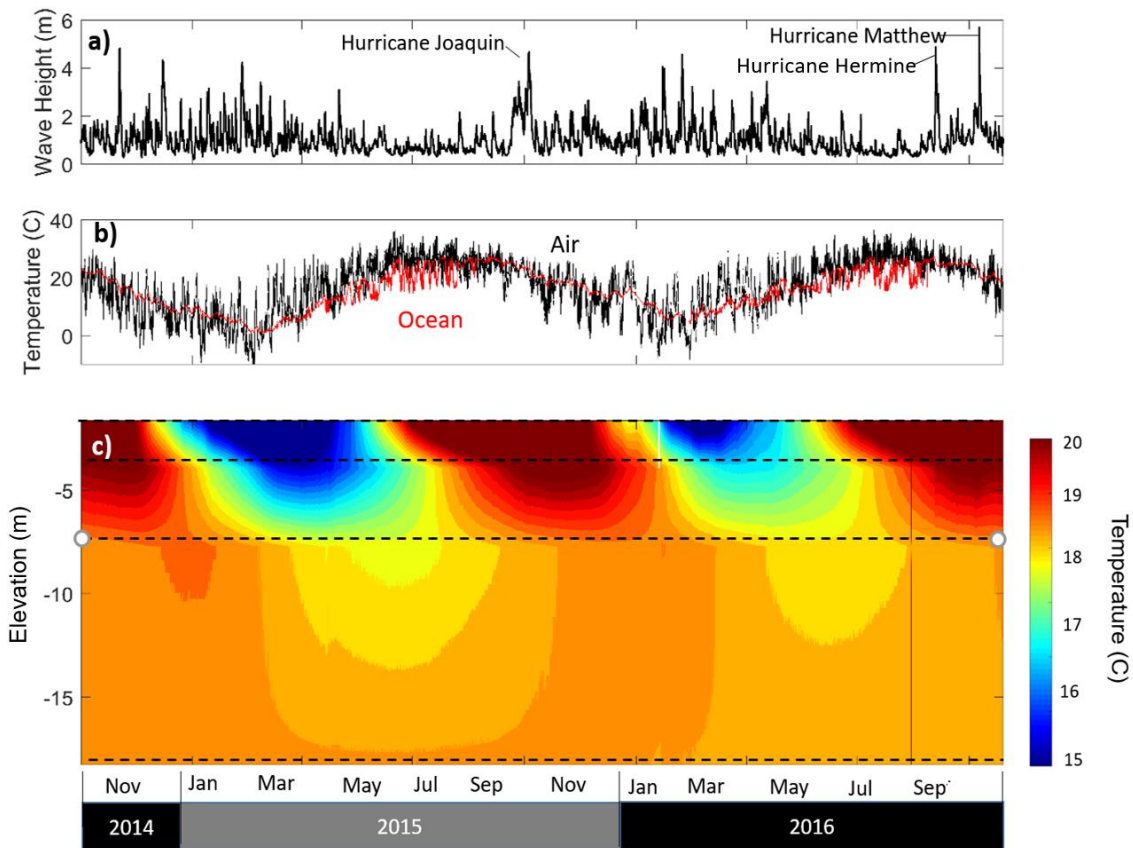 a)
Wave Height (m)
6
4
2
0
Hurricane Joaquin
Hurricane Matthew
Hurricane Hermine
b)
Temperature (C)
40
20
0
Air
Ocean
c)
Elevation (m)
-5
-10
-15
20
19
18
17
16
15
Temperature (C)
Nov Jan Mar May Jul Sep Nov Jan Mar May Jul Sep
2014 2015 2016